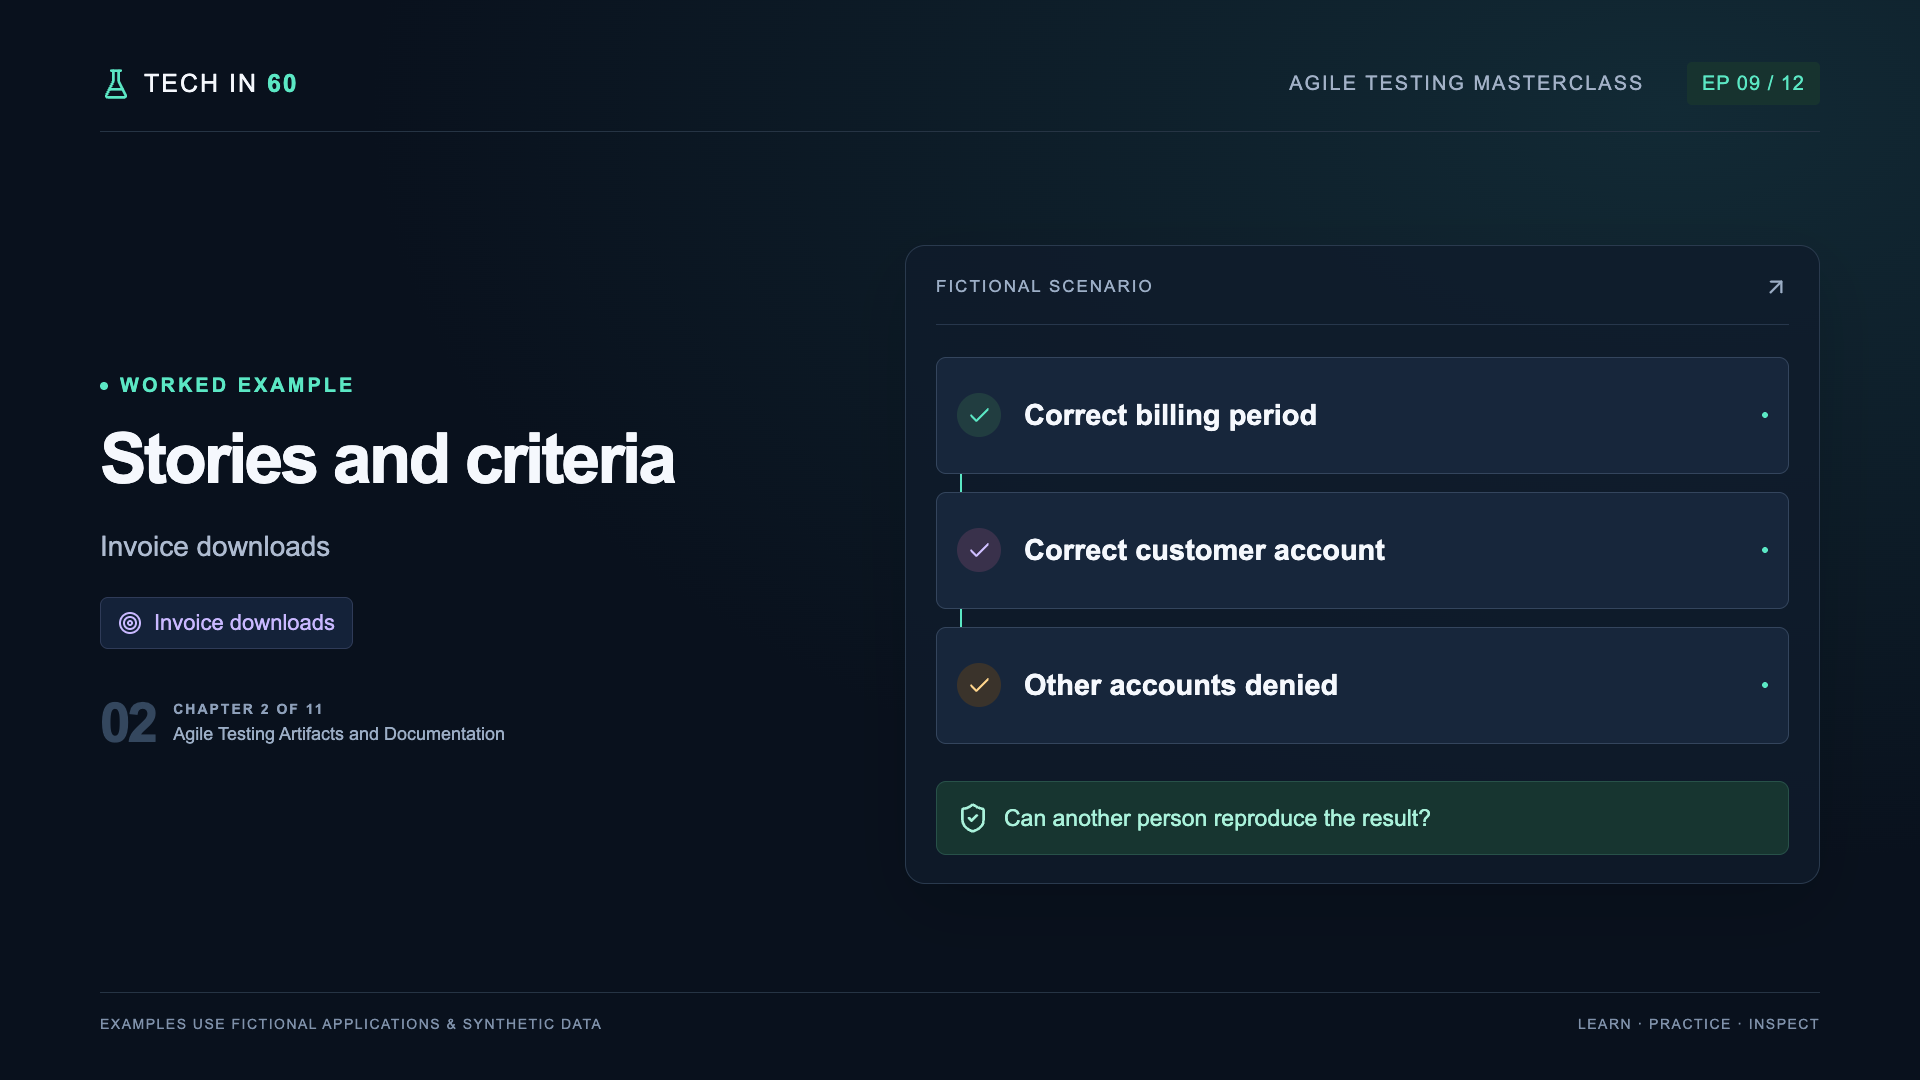 TECH IN 60
AGILE TESTING MASTERCLASS
EP 09 / 12
WORKED EXAMPLE
Stories and criteria
Invoice downloads
Invoice downloads
02
CHAPTER 2 OF 11
Agile Testing Artifacts and Documentation
FICTIONAL SCENARIO
Correct billing period
Correct customer account
Other accounts denied
Can another person reproduce the result?
EXAMPLES USE FICTIONAL APPLICATIONS & SYNTHETIC DATA
LEARN · PRACTICE · INSPECT